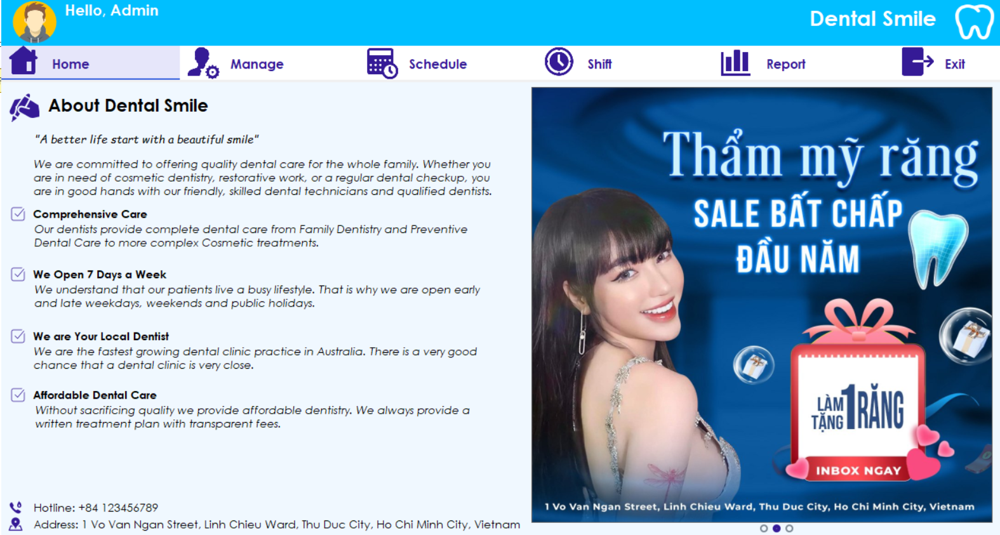 Hello, Admin
Dental Smile
Home
Manage
Schedule
Shift
Report
Exit
About Dental Smile
"A better life start with a beautiful smile"
We are committed to offering quality dental care for the whole family. Whether you
are in need of cosmetic dentistry, restorative work, or a regular dental checkup, you
are in good hands with our friendly, skilled dental technicians and qualified dentists.
Comprehensive Care
Our dentists provide complete dental care from Family Dentistry and Preventive
Dental Care to more complex Cosmetic treatments.
We Open 7 Days a Week
We understand that our patients live a busy lifestyle. That is why we are open early
and late weekdays, weekends and public holidays.
We are Your Local Dentist
We are the fastest growing dental clinic practice in Australia. There is a very good
chance that a dental clinic is very close.
Affordable Dental Care
Without sacrificing quality we provide affordable dentistry. We always provide a
written treatment plan with transparent fees.
Hotline: +84 123456789
Address: 1 Vo Van Ngan Street, Linh Chieu Ward, Thu Duc City, Ho Chi Minh City, Vietnam
Thẩm mỹ răng
SALE BẤT CHẤP
ĐẦU NĂM
LÀM 1 RĂNG
TẶNG
INBOX NGAY
1 Vo Van Ngan Street, Linh Chieu Ward, Thu Duc City, Ho Chi Minh City, Vietnam